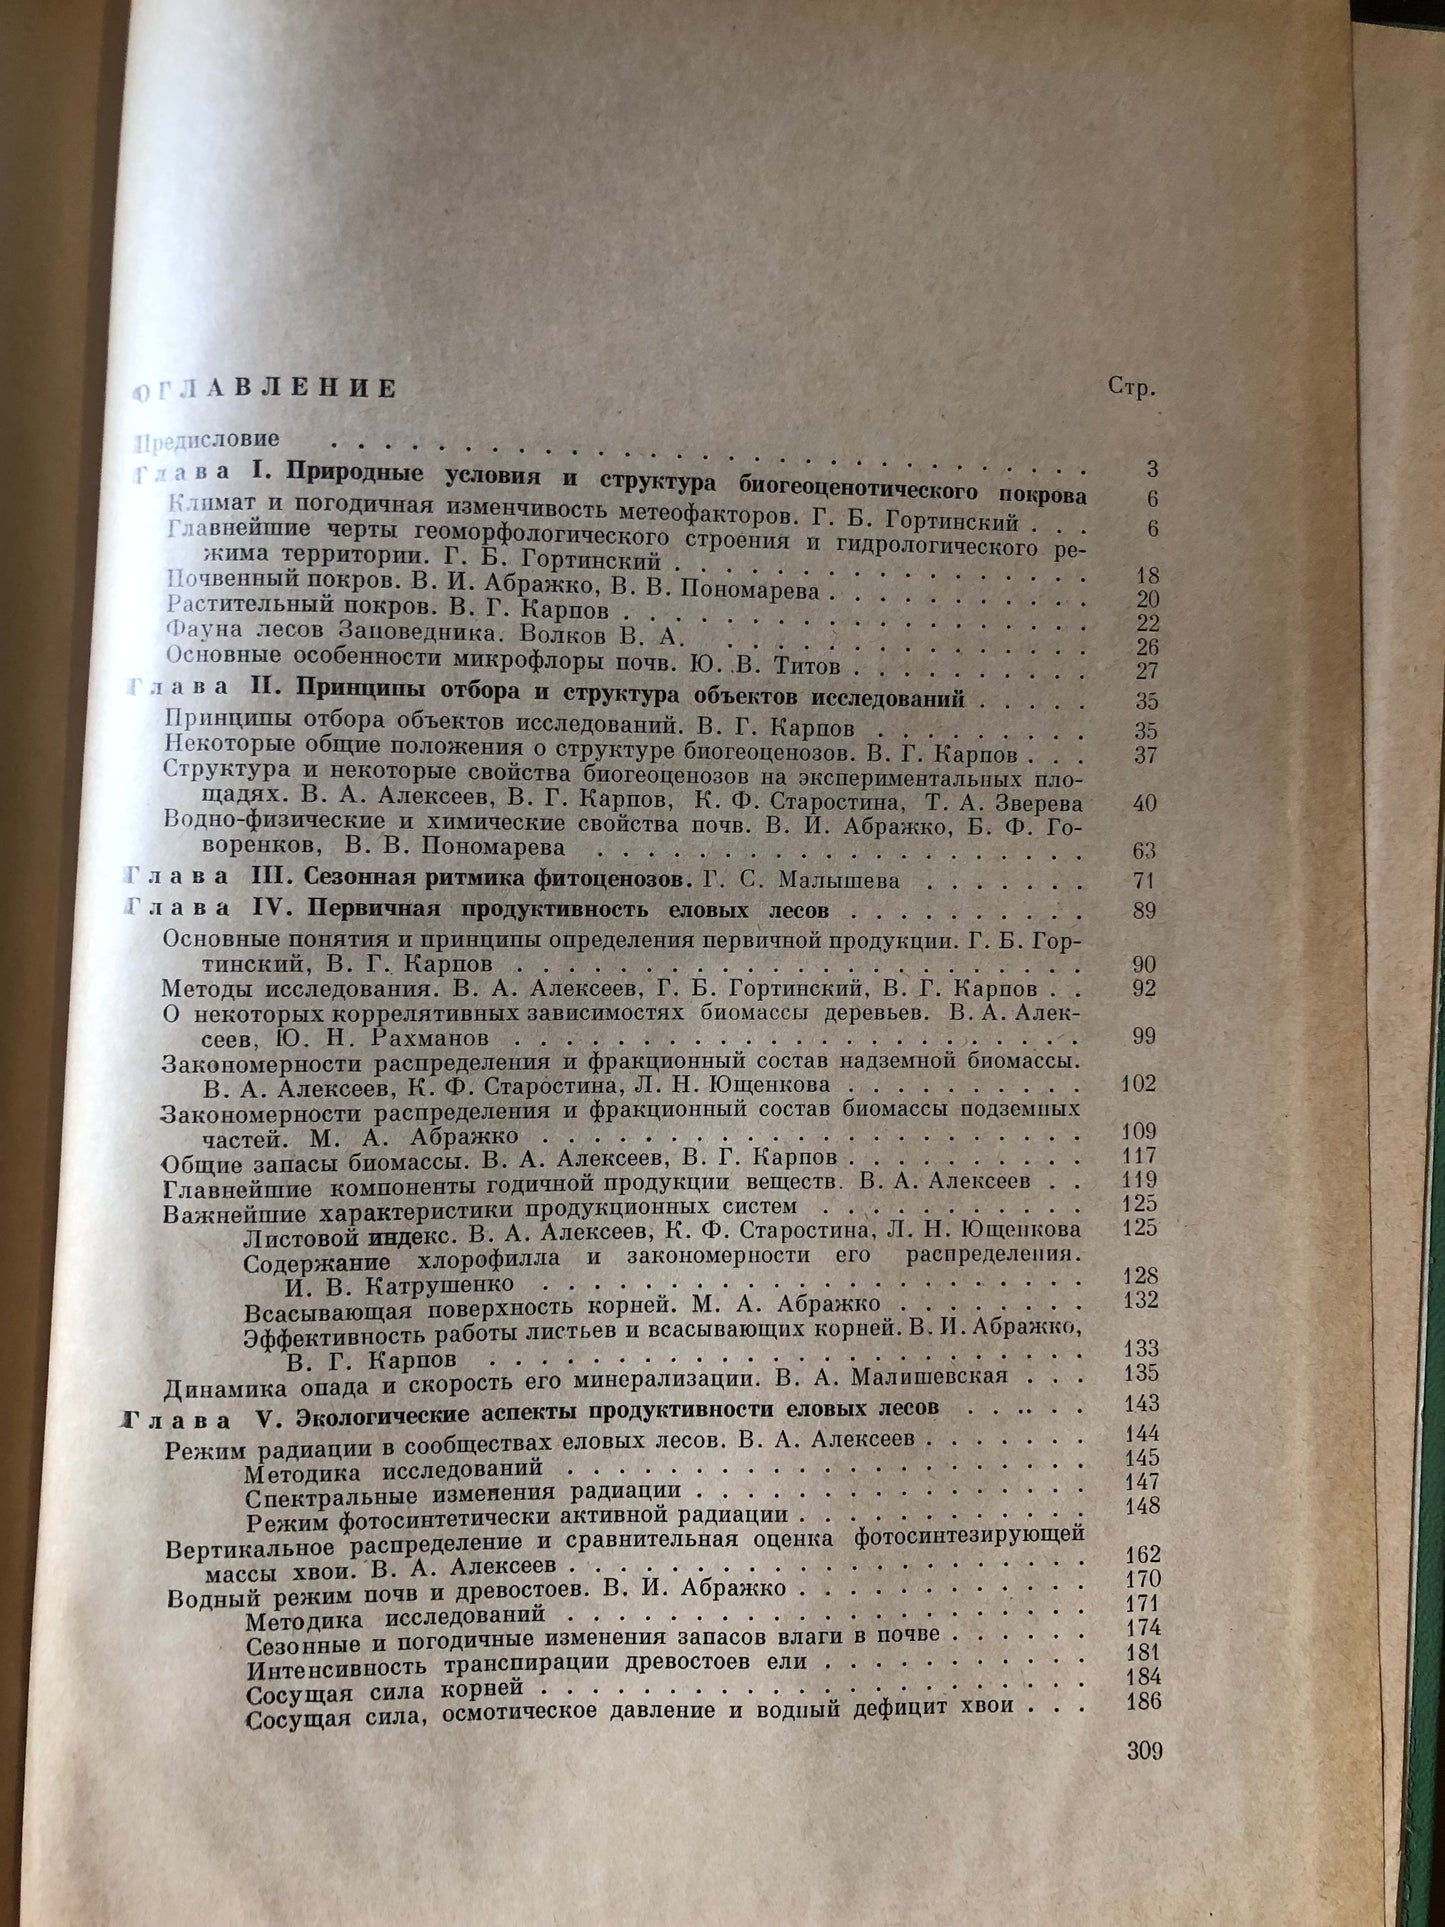 ОГЛАВЛЕНИЕ
Стр.
Предисловие . . . . . . . . . . . . . . . . . . . . . . . . . . . . 3
Глава I. Природные условия и структура биогеоценотического покрова 6
Климат и погодичная изменчивость метеофакторов. Г. Б. Гортинский . . . 6
Главнейшие черты геоморфологического строения и гидрологического ре-
жима территории. Г. Б. Гортинский . . . . . . . . . . . . . . . . 18
Почвенный покров. В. И. Абражко, В. В. Пономарева . . . . . . . . . . 20
Растительный покров. В. Г. Карпов . . . . . . . . . . . . . . . . . . 22
Фауна лесов Заповедника. Волков В. А. . . . . . . . . . . . . . . . 26
Основные особенности микрофлоры почв. Ю. В. Титов . . . . . . . . . . 27
Глава II. Принципы отбора и структура объектов исследований . . . . . 35
Принципы отбора объектов исследований. В. Г. Карпов . . . . . . . . . 35
Некоторые общие положения о структуре биогеоценозов. В. Г. Карпов . . . 37
Структура и некоторые свойства биогеоценозов на экспериментальных пло-
щадях. В. А. Алексеев, В. Г. Карпов, К. Ф. Старостина, Т. А. Зверева 40
Водно-физические и химические свойства почв. В. И. Абражко, Б. Ф. Го-
воренков, В. В. Пономарева . . . . . . . . . . . . . . . . . . . 63
Глава III. Сезонная ритмика фитоценозов. Г. С. Малышева . . . . . . . 71
Глава IV. Первичная продуктивность еловых лесов . . . . . . . . . . 89
Основные понятия и принципы определения первичной продукции. Г. Б. Гор-
тинский, В. Г. Карпов . . . . . . . . . . . . . . . . . . . . . . 90
Методы исследования. В. А. Алексеев, Г. Б. Гортинский, В. Г. Карпов . . 92
О некоторых коррелятивных зависимостях биомассы деревьев. В. А. Алек-
сеев, Ю. Н. Рахманов . . . . . . . . . . . . . . . . . . . . . . 99
Закономерности распределения и фракционный состав надземной биомассы.
В. А. Алексеев, К. Ф. Старостина, Л. Н. Ющенкова . . . . . . . . . . 102
Закономерности распределения и фракционный состав биомассы подземных
частей. М. А. Абражко . . . . . . . . . . . . . . . . . . . . . 109
Общие запасы биомассы. В. А. Алексеев, В. Г. Карпов . . . . . . . . . 117
Главнейшие компоненты годичной продукции веществ. В. А. Алексеев . . 119
Важнейшие характеристики продукционных систем . . . . . . . . . . 125
Листовой индекс. В. А. Алексеев, К. Ф. Старостина, Л. Н. Ющенкова 125
Содержание хлорофилла и закономерности его распределения.
И. В. Катрушенко . . . . . . . . . . . . . . . . . . . . . 128
Всасывающая поверхность корней. М. А. Абражко . . . . . . . . 132
Эффективность работы листьев и всасывающих корней. В. И. Абражко,
В. Г. Карпов . . . . . . . . . . . . . . . . . . . . . . . 133
Динамика опада и скорость его минерализации. В. А. Малишевская . . . 135
Глава V. Экологические аспекты продуктивности еловых лесов . . . . . . 143
Режим радиации в сообществах еловых лесов. В. А. Алексеев . . . . . . . 144
Методика исследований . . . . . . . . . . . . . . . . . . . . 145
Спектральные изменения радиации . . . . . . . . . . . . . . . 147
Режим фотосинтетически активной радиации . . . . . . . . . . . 148
Вертикальное распределение и сравнительная оценка фотосинтезирующей
массы хвои. В. А. Алексеев . . . . . . . . . . . . . . . . . . . . 162
Водный режим почв и древостоев. В. И. Абражко . . . . . . . . . . . 170
Методика исследований . . . . . . . . . . . . . . . . . . . . 171
Сезонные и погодичные изменения запасов влаги в почве . . . . . . 174
Интенсивность транспирации древостоев ели . . . . . . . . . . . 181
Сосущая сила корней . . . . . . . . . . . . . . . . . . . . . 184
Сосущая сила, осмотическое давление и водный дефицит хвои . . . 186
309